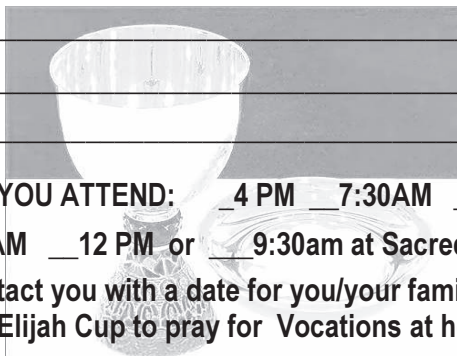 YOU ATTEND: _4 PM __7:30AM _
AM __12 PM or ___9:30am at Sacred
tact you with a date for you/your fami
Elijah Cup to pray for Vocations at h